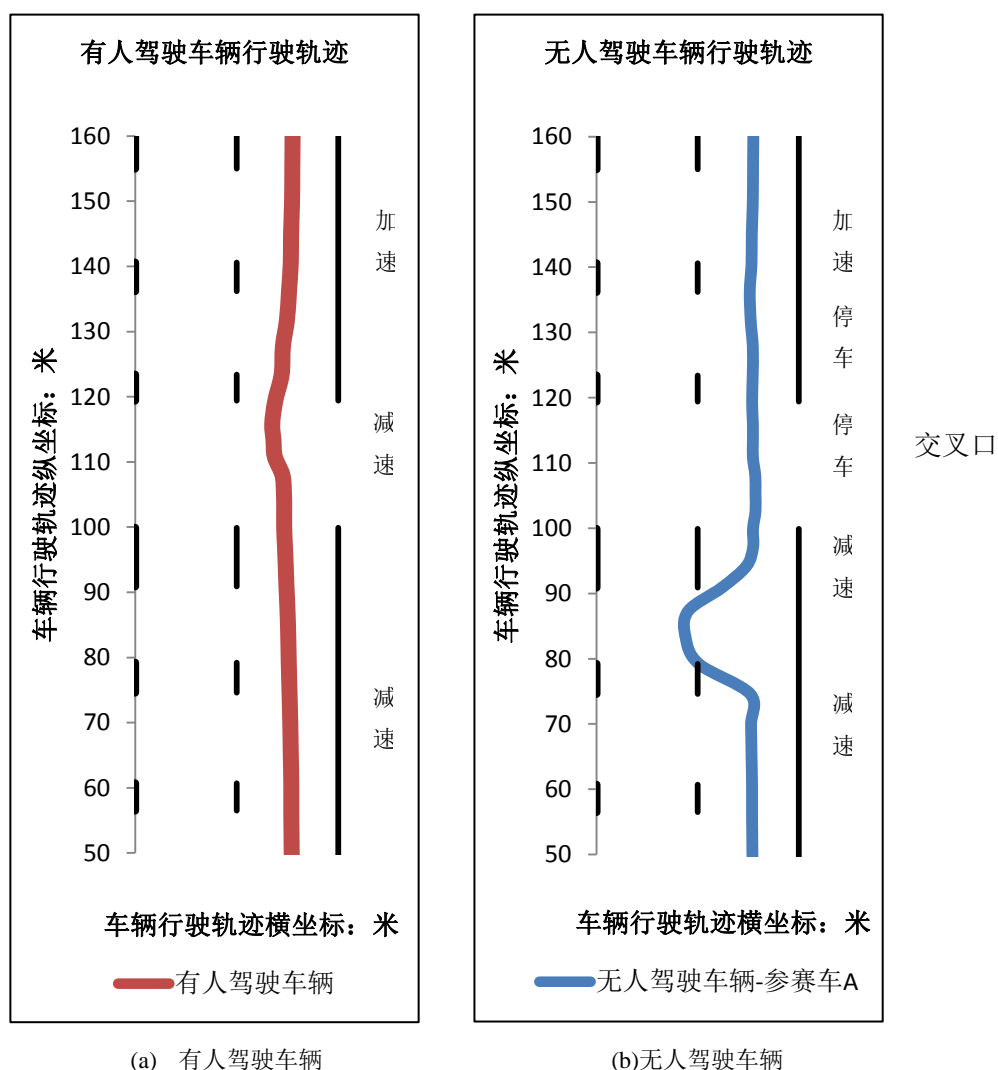 有人驾驶车辆行驶轨迹
160
150
140
130
120
110
100
90
80
70
60
50
车辆行驶轨迹纵坐标：米
加速
减速
减速
车辆行驶轨迹横坐标：米
有人驾驶车辆
(a) 有人驾驶车辆
无人驾驶车辆行驶轨迹
160
150
140
130
120
110
100
90
80
70
60
50
车辆行驶轨迹纵坐标：米
加速
停车
停车
减速
减速
车辆行驶轨迹横坐标：米
无人驾驶车辆-参赛车A
(b)无人驾驶车辆
交叉口